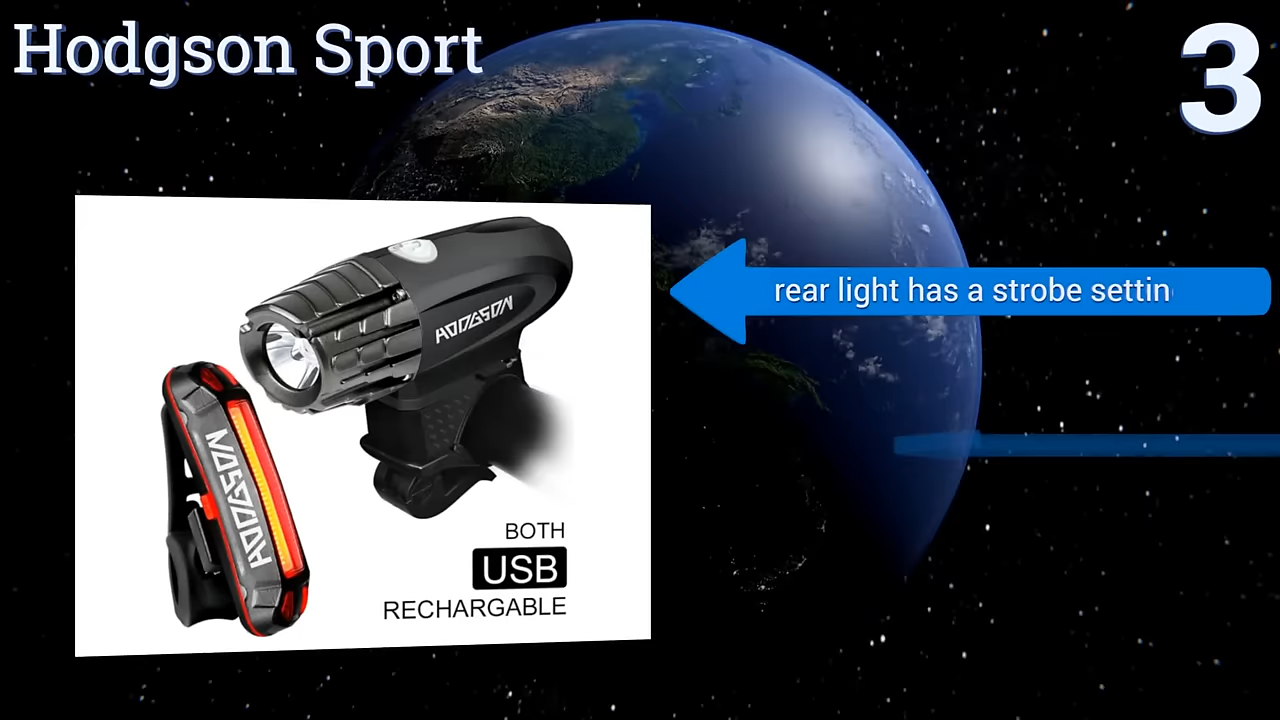 Hodgson Sport
3
rear light has a strobe settin
HODGSON
HODGSON
BOTH
USB
RECHARGABLE